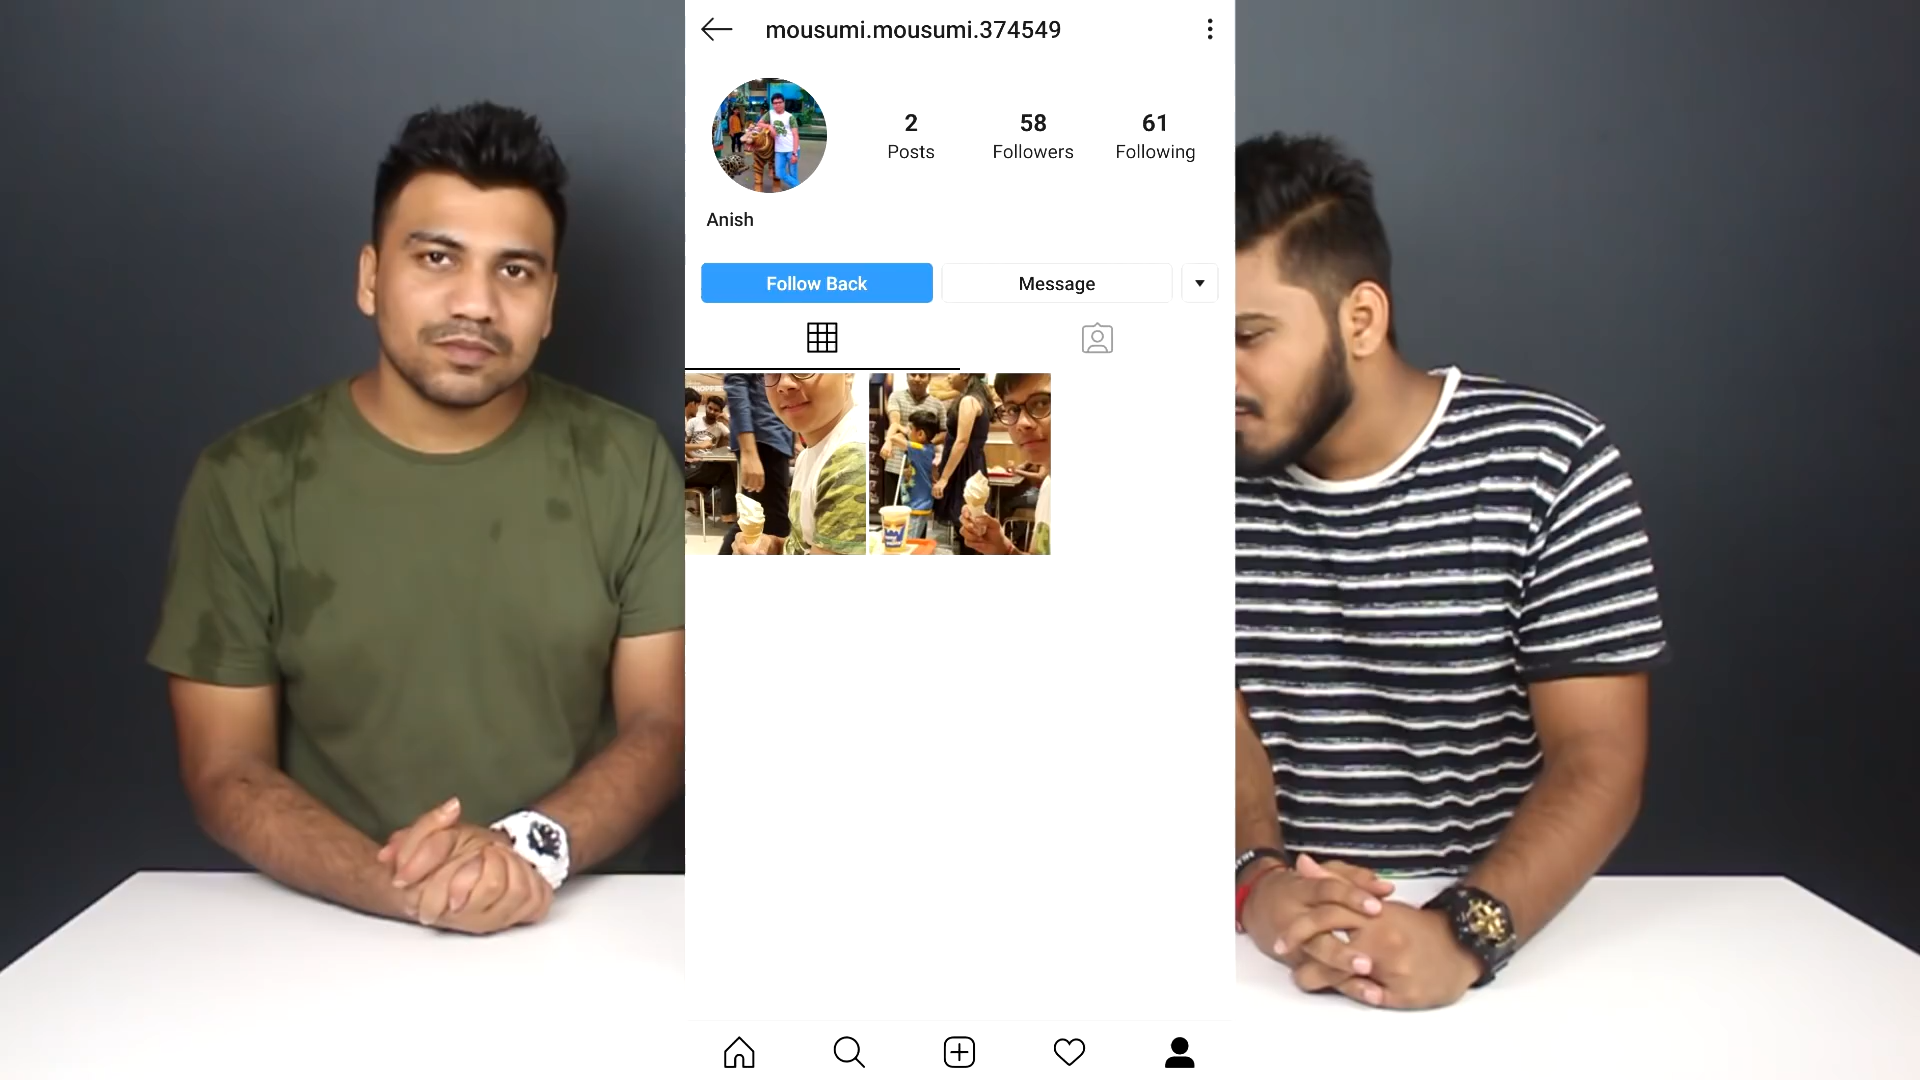 mousumi.mousumi.374549
2
Posts
58
Followers
61
Following
Anish
Follow Back
Message